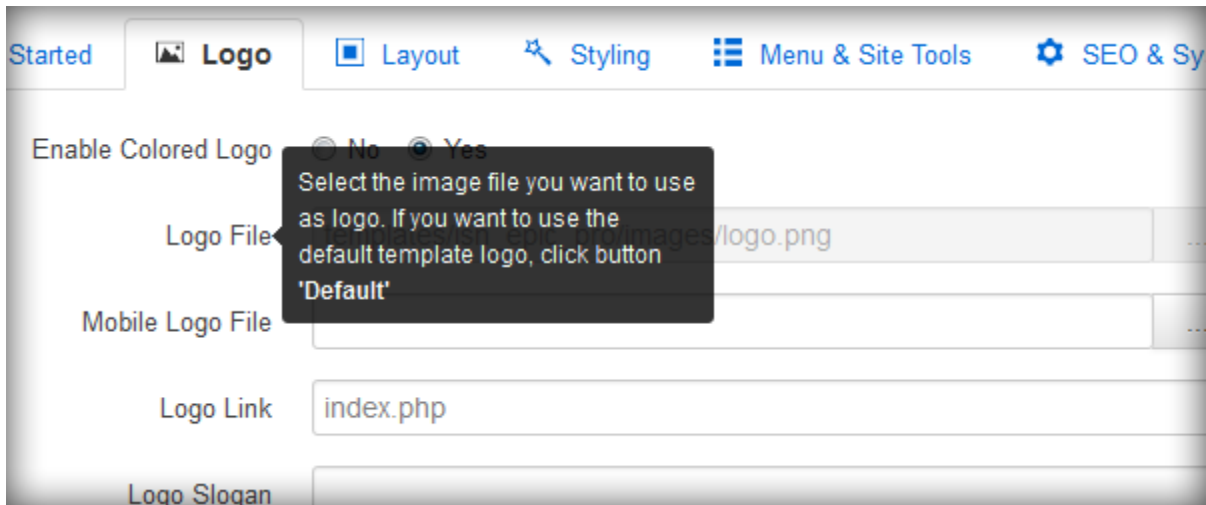 Started Logo Layout Styling Menu & Site Tools SEO & Sy
Enable Colored Logo No Yes
Select the image file you want to use
as logo. If you want to use the
Logo File templates/jsn_epic_pro/images/logo.png ...
default template logo, click button
'Default'
Mobile Logo File ...
Logo Link index.php
Logo Slogan